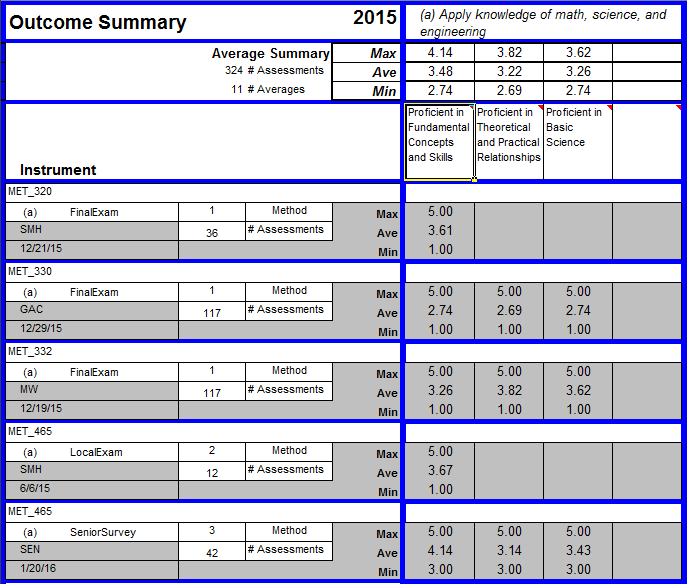 Outcome Summary 2015 (a) Apply knowledge of math, science, and
engineering
Average Summary Max 4.14 3.82 3.62
324 # Assessments Ave 3.48 3.22 3.26
11 # Averages Min 2.74 2.69 2.74
Proficient in Proficient in Proficient in
Fundamental Theoretical Basic
Concepts and Practical Science
and Skills Relationships
Instrument
MET_320
(a) FinalExam 1 Method Max 5.00
SMH 36 # Assessments Ave 3.61
12/21/15 Min 1.00
MET_330
(a) FinalExam 1 Method Max 5.00 5.00 5.00
GAC 117 # Assessments Ave 2.74 2.69 2.74
12/29/15 Min 1.00 1.00 1.00
MET_332
(a) FinalExam 1 Method Max 5.00 5.00 5.00
MW 117 # Assessments Ave 3.26 3.82 3.62
12/19/15 Min 1.00 1.00 1.00
MET_465
(a) LocalExam 2 Method Max 5.00
SMH 12 # Assessments Ave 3.67
6/6/15 Min 1.00
MET_465
(a) SeniorSurvey 3 Method Max 5.00 5.00 5.00
SEN 42 # Assessments Ave 4.14 3.14 3.43
1/20/16 Min 3.00 3.00 3.00